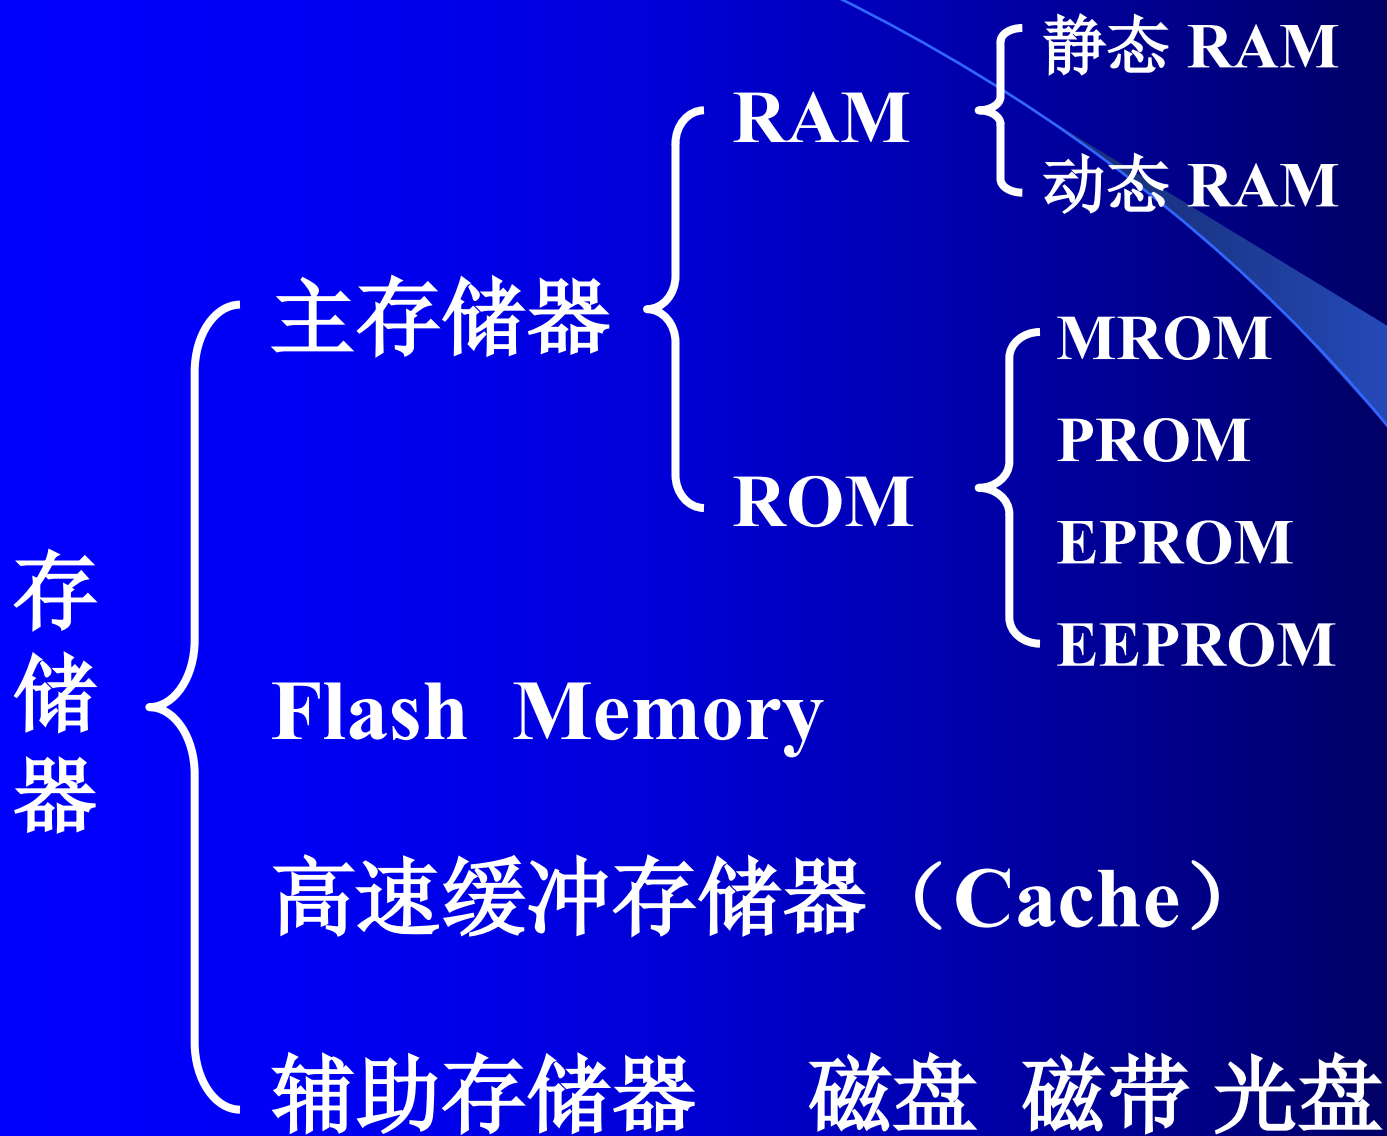 静态 RAM
RAM
动态 RAM
主存储器
MROM
PROM
ROM
EPROM
EEPROM
存储器
Flash Memory
高速缓冲存储器（Cache）
辅助存储器 磁盘 磁带 光盘